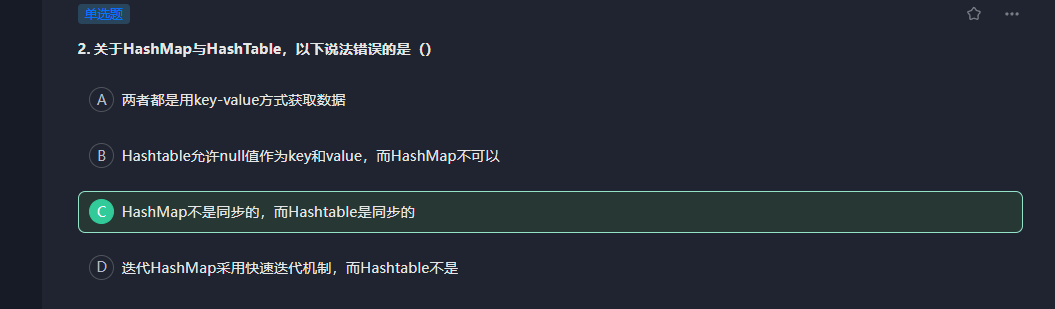 单选题
2. 关于HashMap与HashTable，以下说法错误的是（）
A 两者都是用key-value方式获取数据
B Hashtable允许null值作为key和value，而HashMap不可以
C HashMap不是同步的，而Hashtable是同步的
D 迭代HashMap采用快速迭代机制，而Hashtable不是